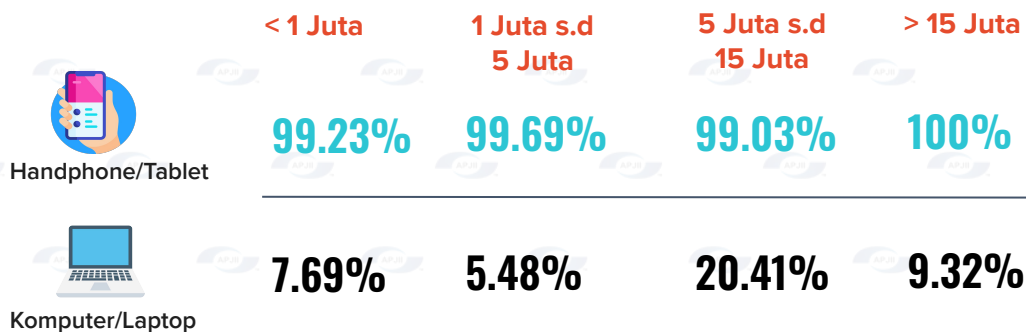 < 1 Juta
1 Juta s.d
5 Juta
5 Juta s.d
15 Juta
> 15 Juta
Handphone/Tablet
99.23%
99.69%
99.03%
100%
Komputer/Laptop
7.69%
5.48%
20.41%
9.32%